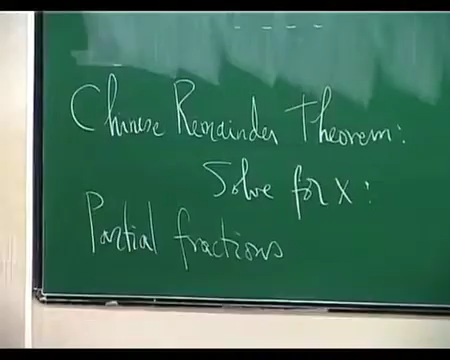 Chinese Remainder Theorem:
Solve for x:
Partial fractions